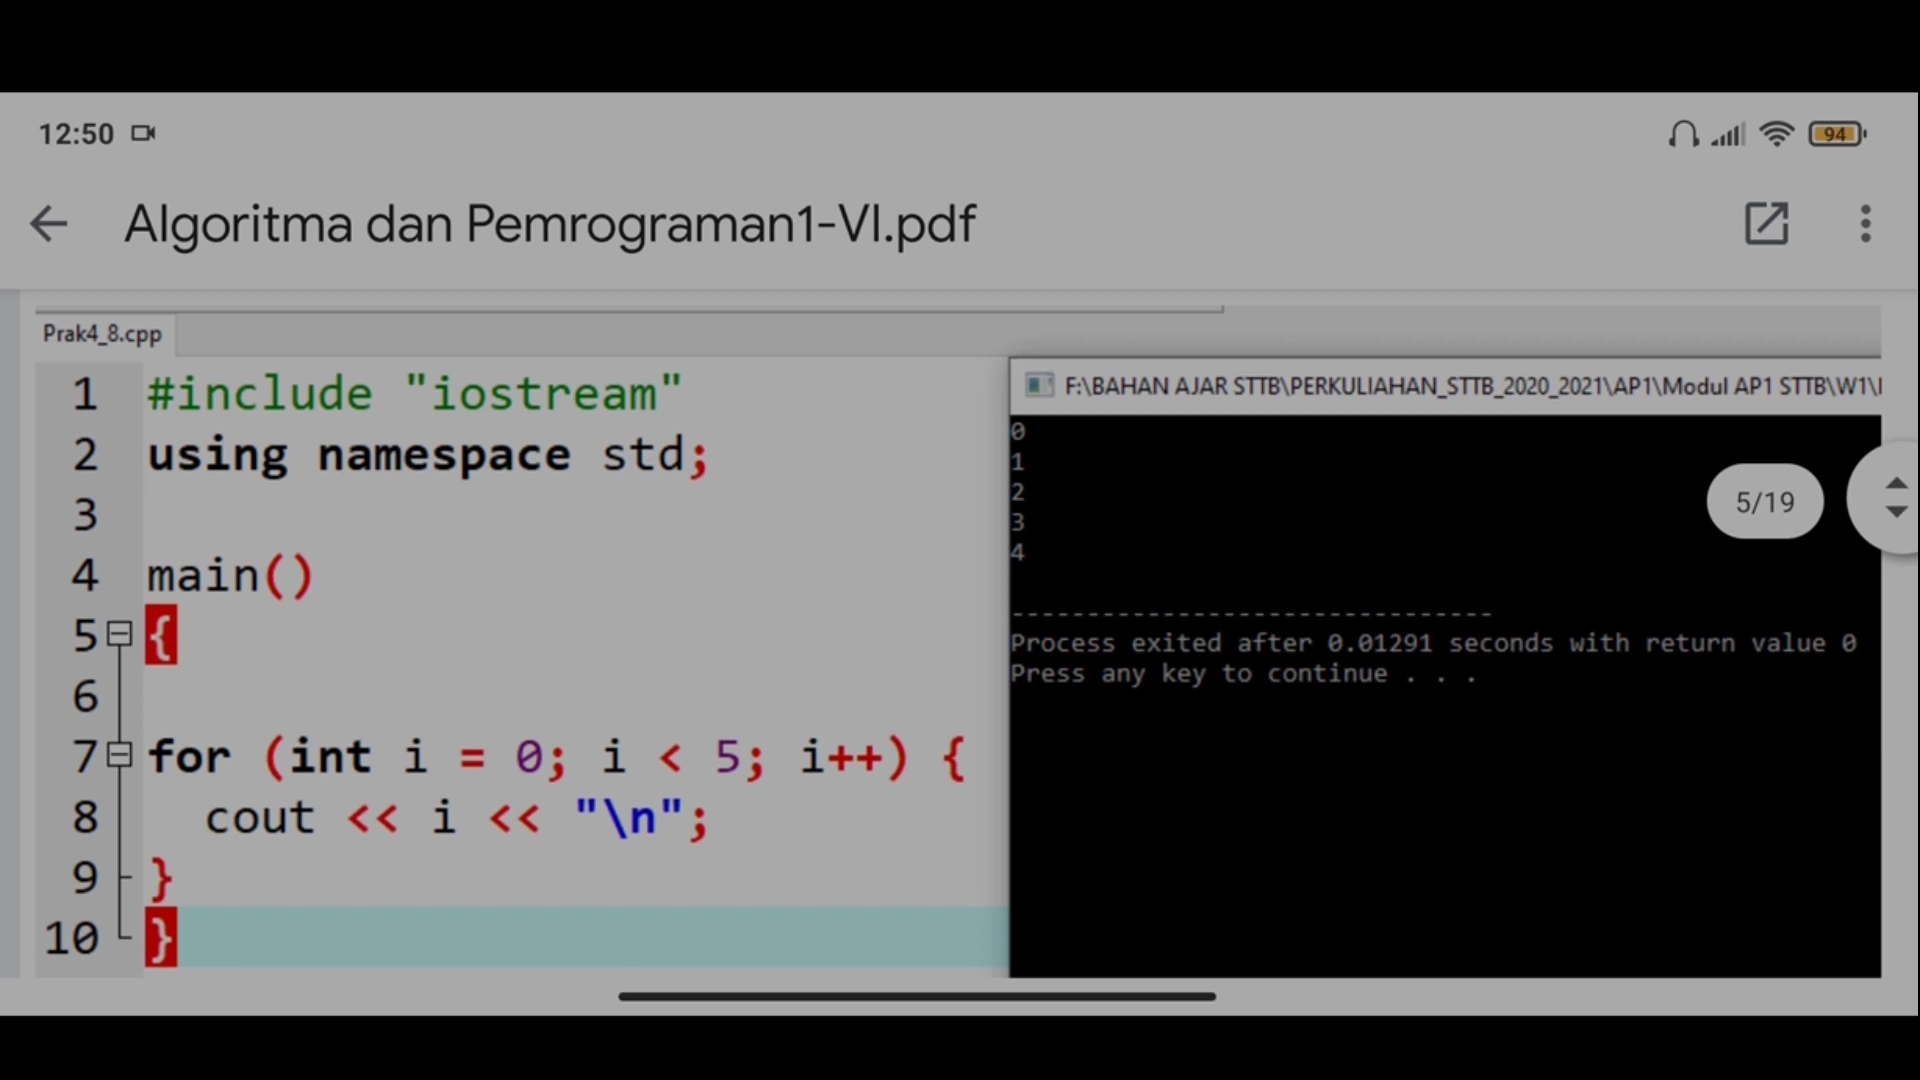 12:50
94
Algoritma dan Pemrograman1-VI.pdf
Prak4_8.cpp
1 #include "iostream"
2 using namespace std;
3
4 main()
5 {
6
7 for (int i = 0; i < 5; i++) {
8 cout << i << "\n";
9 }
10 }
F:\BAHAN AJAR STTB\PERKULIAHAN_STTB_2020_2021\AP1\Modul AP1 STTB\W1\
0
1
2
3
4
--------------------------------
Process exited after 0.01291 seconds with return value 0
Press any key to continue . . .
5/19